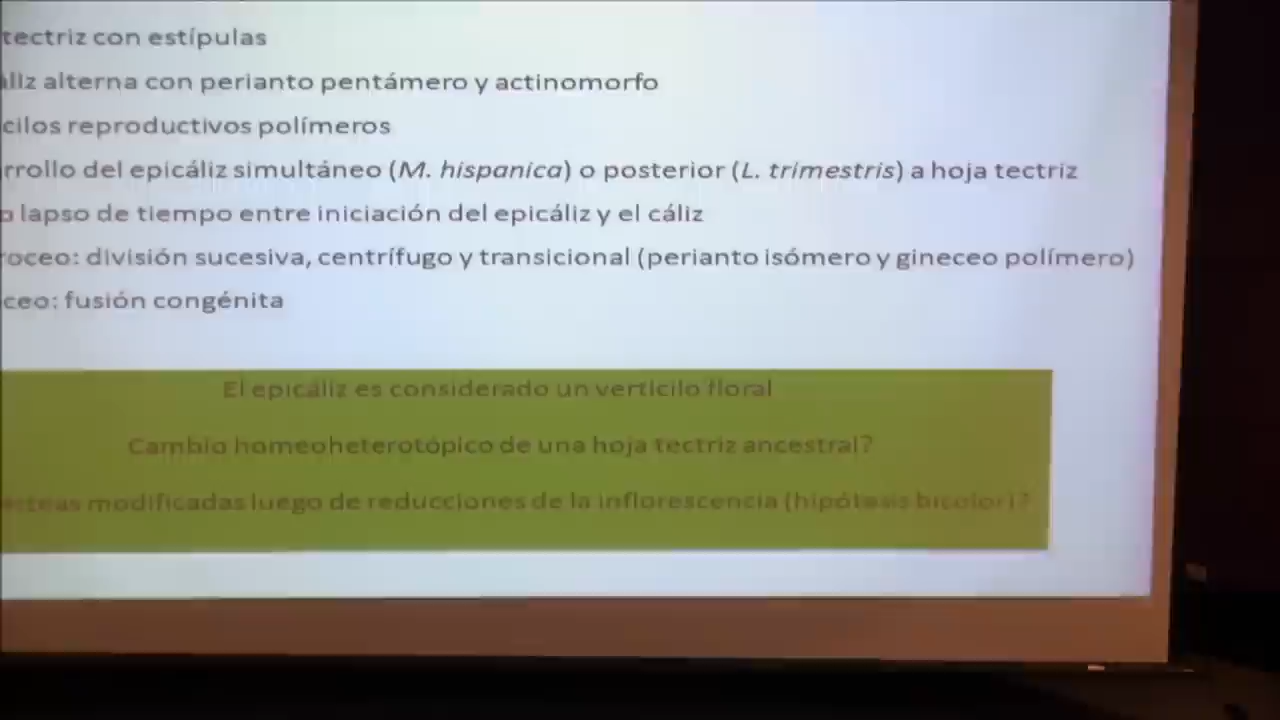 tectriz con estípulas
áliz alterna con perianto pentámero y actinomorfo
cilos reproductivos polímeros
rrollo del epicáliz simultáneo (M. hispanica) o posterior (L. trimestris) a hoja tectriz
o lapso de tiempo entre iniciación del epicáliz y el cáliz
roceo: división sucesiva, centrífugo y transicional (perianto isómero y gineceo polímero)
ceo: fusión congénita
El epicáliz es considerado un verticilo floral
Cambio homeoheterotópico de una hoja tectriz ancestral?
modificadas luego de reducciones de la inflorescencia (hipótesis bicolor)?